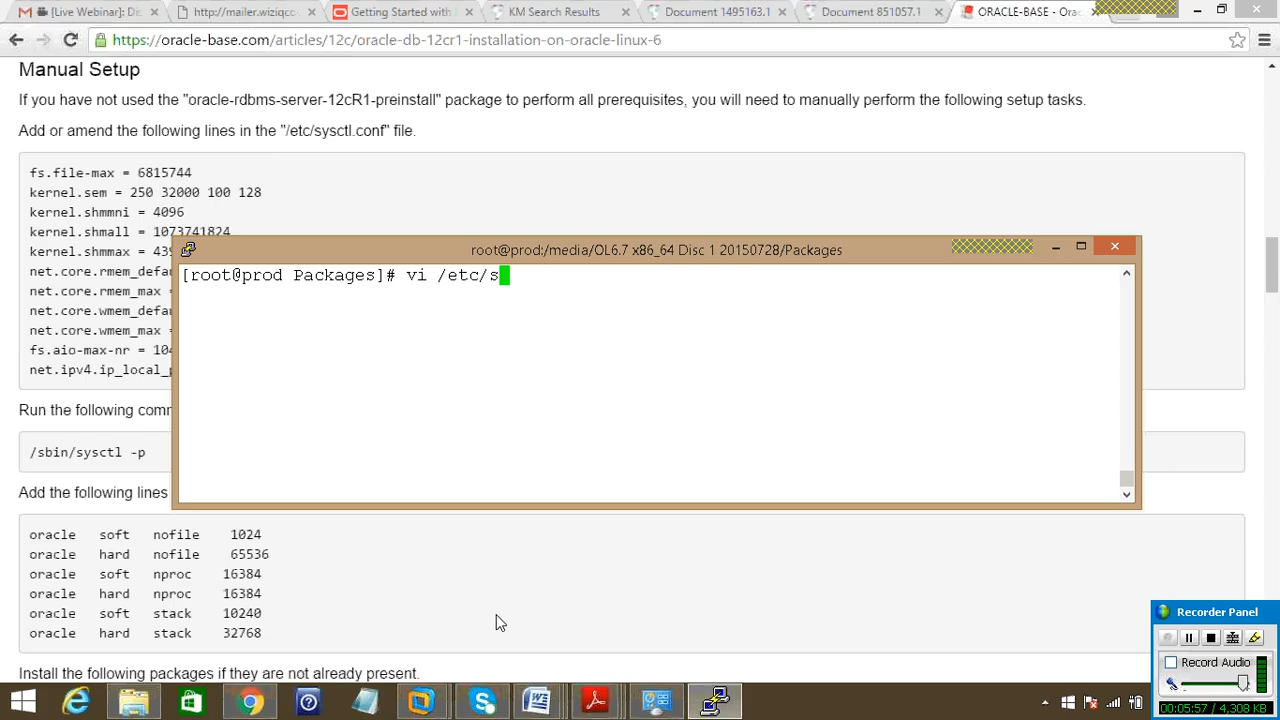 [Live Webinar]: Di
http://mailer.wizIqc
Getting Started with
KM Search Results
Document 1495163.1
Document 851057.1
ORACLE-BASE - Orac
https://oracle-base.com/articles/12c/oracle-db-12cr1-installation-on-oracle-linux-6
Manual Setup
If you have not used the "oracle-rdbms-server-12cR1-preinstall" package to perform all prerequisites, you will need to manually perform the following setup tasks.
Add or amend the following lines in the "/etc/sysctl.conf" file.
fs.file-max = 6815744
kernel.sem = 250 32000 100 128
kernel.shmmni = 4096
kernel.shmall = 1073741824
kernel.shmmax = 439
net.core.rmem_defa
net.core.rmem_max =
net.core.wmem_defa
net.core.wmem_max =
fs.aio-max-nr = 104
net.ipv4.ip_local_p
root@prod:/media/OL6.7 x86_64 Disc 1 20150728/Packages
[root@prod Packages]# vi /etc/s
Run the following comm
/sbin/sysctl -p
Add the following lines
oracle soft nofile 1024
oracle hard nofile 65536
oracle soft nproc 16384
oracle hard nproc 16384
oracle soft stack 10240
oracle hard stack 32768
Install the following packages if they are not already present.
Recorder Panel
Record Audio
00:05:57 / 4,308 KB